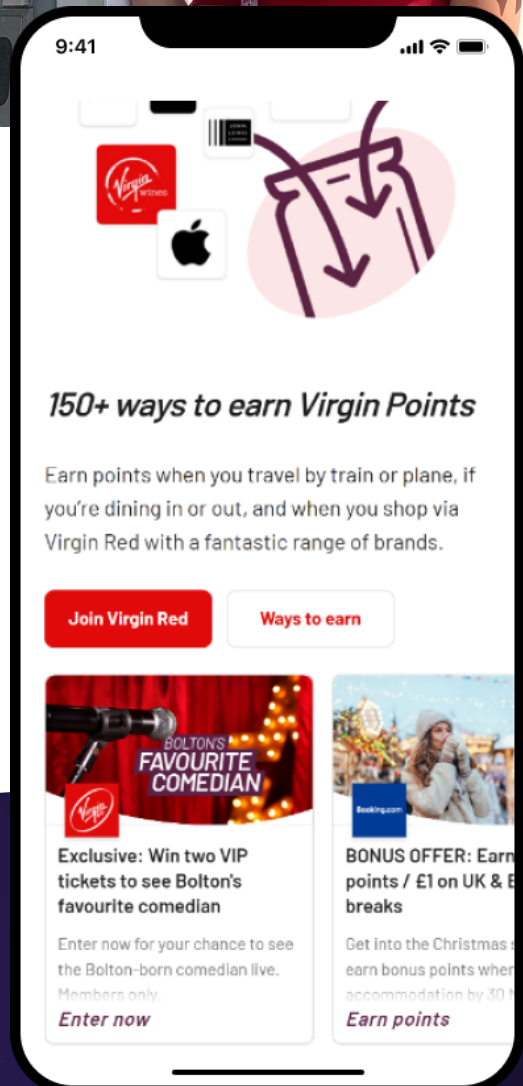 9:41
JOHN
LEWIS
Virgin
wines
150+ ways to earn Virgin Points
Earn points when you travel by train or plane, if
you're dining in or out, and when you shop via
Virgin Red with a fantastic range of brands.
Join Virgin Red
Ways to earn
BOLTON'S
FAVOURITE
COMEDIAN
Virgin
Exclusive: Win two VIP
tickets to see Bolton's
favourite comedian
Enter now for your chance to see
the Bolton-born comedian live.
Members only.
Enter now
Booking.com
BONUS OFFER: Earn
points / £1 on UK & E
breaks
Get into the Christmas s
earn bonus points when
accommodation by 30 N
Earn points